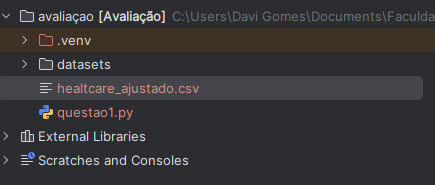 avaliaçao [Avaliação] C:\Users\Davi Gomes\Documents\Faculda
.venv
datasets
healtcare_ajustado.csv
questao1.py
External Libraries
Scratches and Consoles